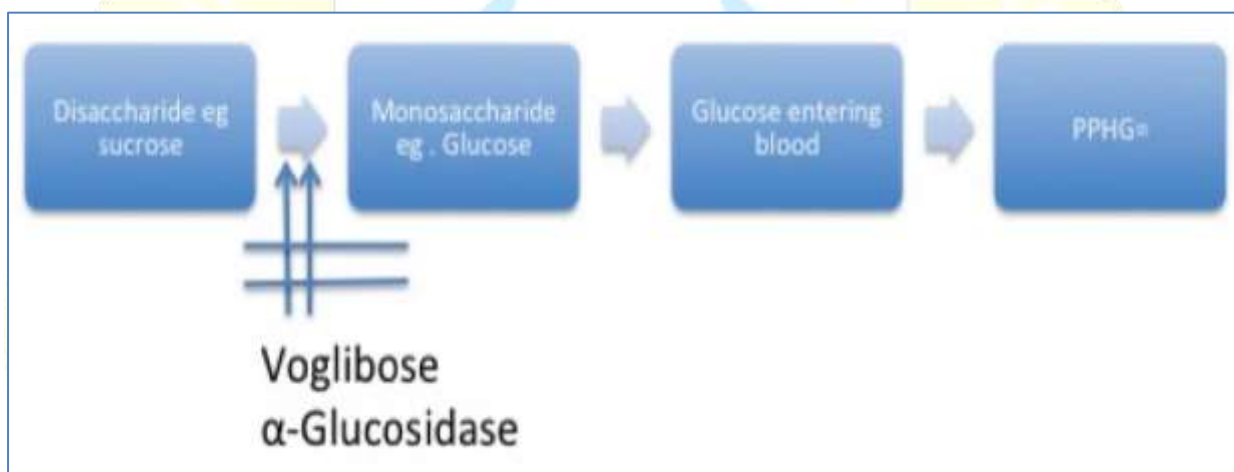 Disaccharide eg
sucrose
Monosaccharide
eg . Glucose
Glucose entering
blood
PPHG=
Voglibose
α-Glucosidase